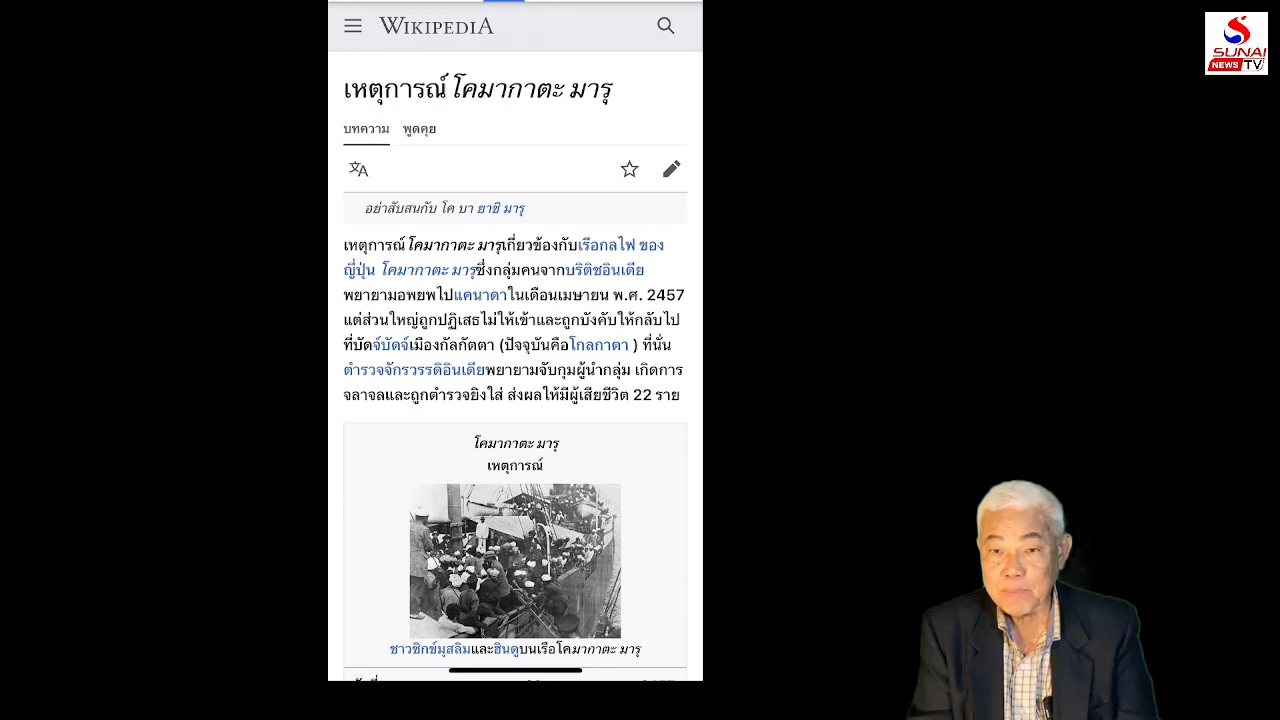 WIKIPEDIA
SUNAI
NEWS TV
เหตุการณ์ โคมากาตะ มารุ
บทความ พูดคุย
อย่าสับสนกับ โค บา ยาชิ มารุ
เหตุการณ์ โคมากาตะ มารุเกี่ยวข้องกับเรือกลไฟ ของ
ญี่ปุ่น โคมากาตะ มารุซึ่งกลุ่มคนจากบริติชอินเดีย
พยายามอพยพไปแคนาดาในเดือนเมษายน พ.ศ. 2457
แต่ส่วนใหญ่ถูกปฏิเสธไม่ให้เข้าและถูกบังคับให้กลับไป
ที่บัดจ์บัดจ์เมืองกัลกัตตา (ปัจจุบันคือโกลกาตา ) ที่นั่น
ตำรวจจักรวรรดิอินเดียพยายามจับกุมผู้นำกลุ่ม เกิดการ
จลาจลและถูกตำรวจยิงใส่ ส่งผลให้มีผู้เสียชีวิต 22 ราย
โคมากาตะ มารุ
เหตุการณ์
ชาวซิกข์มุสลิมและฮินดูบนเรือโคมากาตะ มารุ